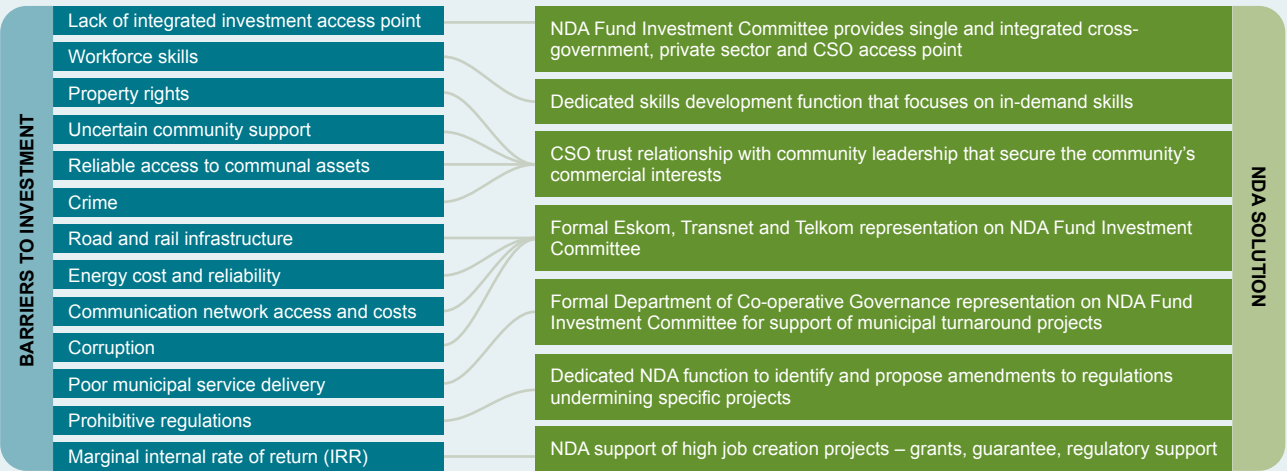 BARRIERS TO INVESTMENT
Lack of integrated investment access point
Workforce skills
Property rights
Uncertain community support
Reliable access to communal assets
Crime
Road and rail infrastructure
Energy cost and reliability
Communication network access and costs
Corruption
Poor municipal service delivery
Prohibitive regulations
Marginal internal rate of return (IRR)
NDA Fund Investment Committee provides single and integrated cross-
government, private sector and CSO access point
Dedicated skills development function that focuses on in-demand skills
CSO trust relationship with community leadership that secure the community’s
commercial interests
Formal Eskom, Transnet and Telkom representation on NDA Fund Investment
Committee
Formal Department of Co-operative Governance representation on NDA Fund
Investment Committee for support of municipal turnaround projects
Dedicated NDA function to identify and propose amendments to regulations
undermining specific projects
NDA support of high job creation projects – grants, guarantee, regulatory support
NDA SOLUTION